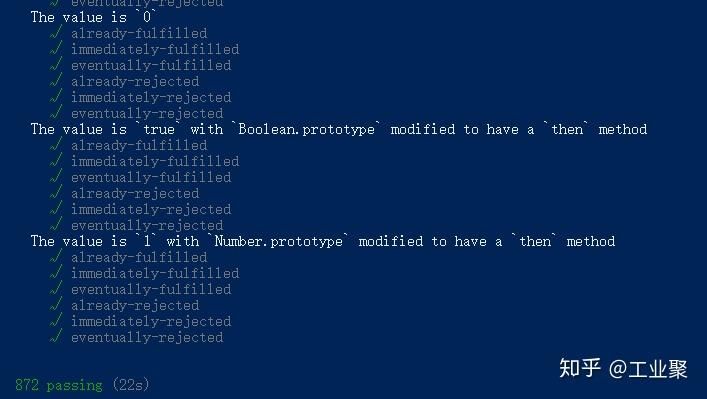 √ eventually-rejected
The value is `0`
√ already-fulfilled
√ immediately-fulfilled
√ eventually-fulfilled
√ already-rejected
√ immediately-rejected
√ eventually-rejected
The value is `true` with `Boolean.prototype` modified to have a `then` method
√ already-fulfilled
√ immediately-fulfilled
√ eventually-fulfilled
√ already-rejected
√ immediately-rejected
√ eventually-rejected
The value is `1` with `Number.prototype` modified to have a `then` method
√ already-fulfilled
√ immediately-fulfilled
√ eventually-fulfilled
√ already-rejected
√ immediately-rejected
√ eventually-rejected
872 passing (22s)
知乎 @工业聚